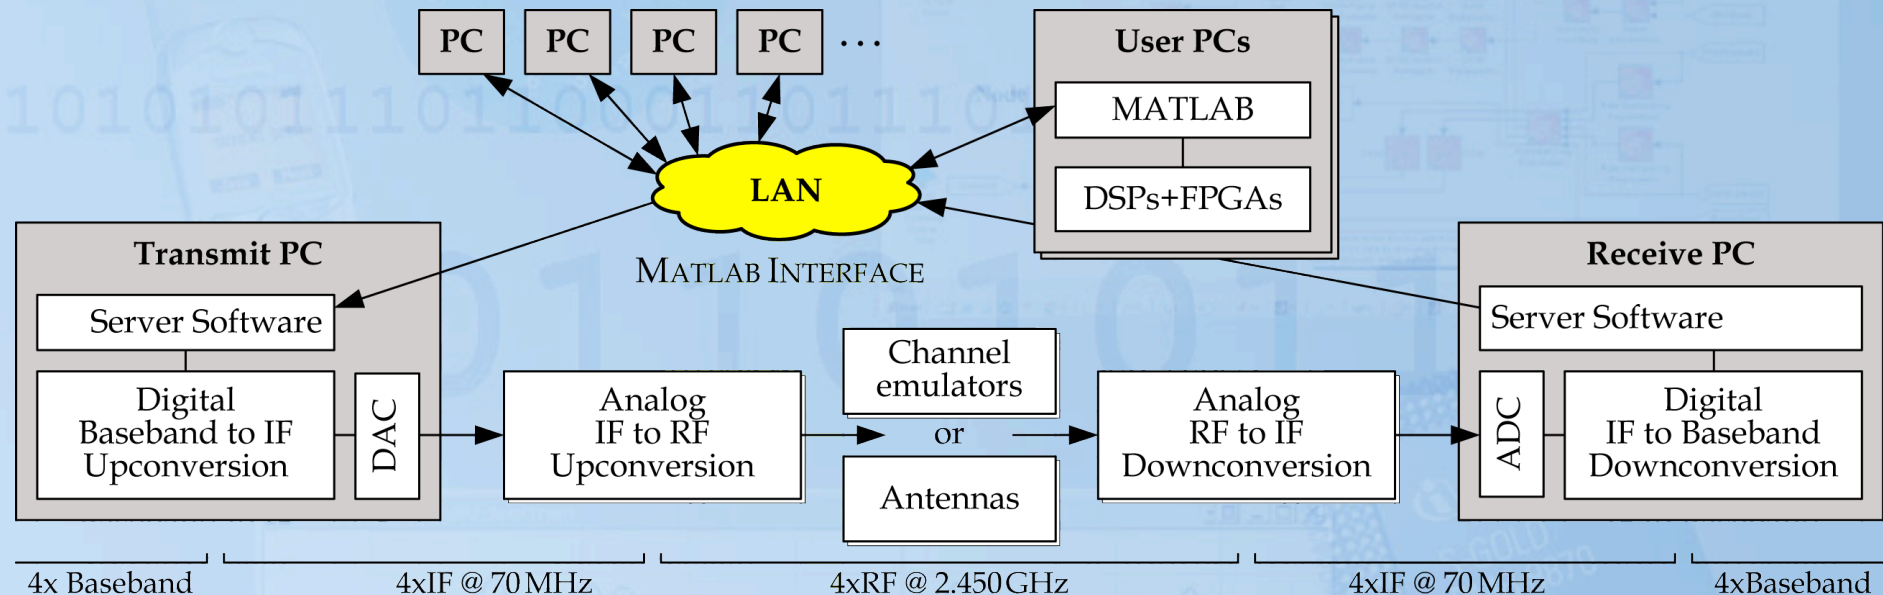 PC PC PC PC ...
User PCs
MATLAB
DSPs+FPGAs
LAN
MATLAB INTERFACE
Transmit PC
Server Software
Digital
Baseband to IF
Upconversion
DAC
Analog
IF to RF
Upconversion
Channel
emulators
or
Antennas
Analog
RF to IF
Downconversion
Receive PC
Server Software
ADC
Digital
IF to Baseband
Downconversion
4x Baseband
4xIF @ 70 MHz
4xRF @ 2.450 GHz
4xIF @ 70 MHz
4xBaseband